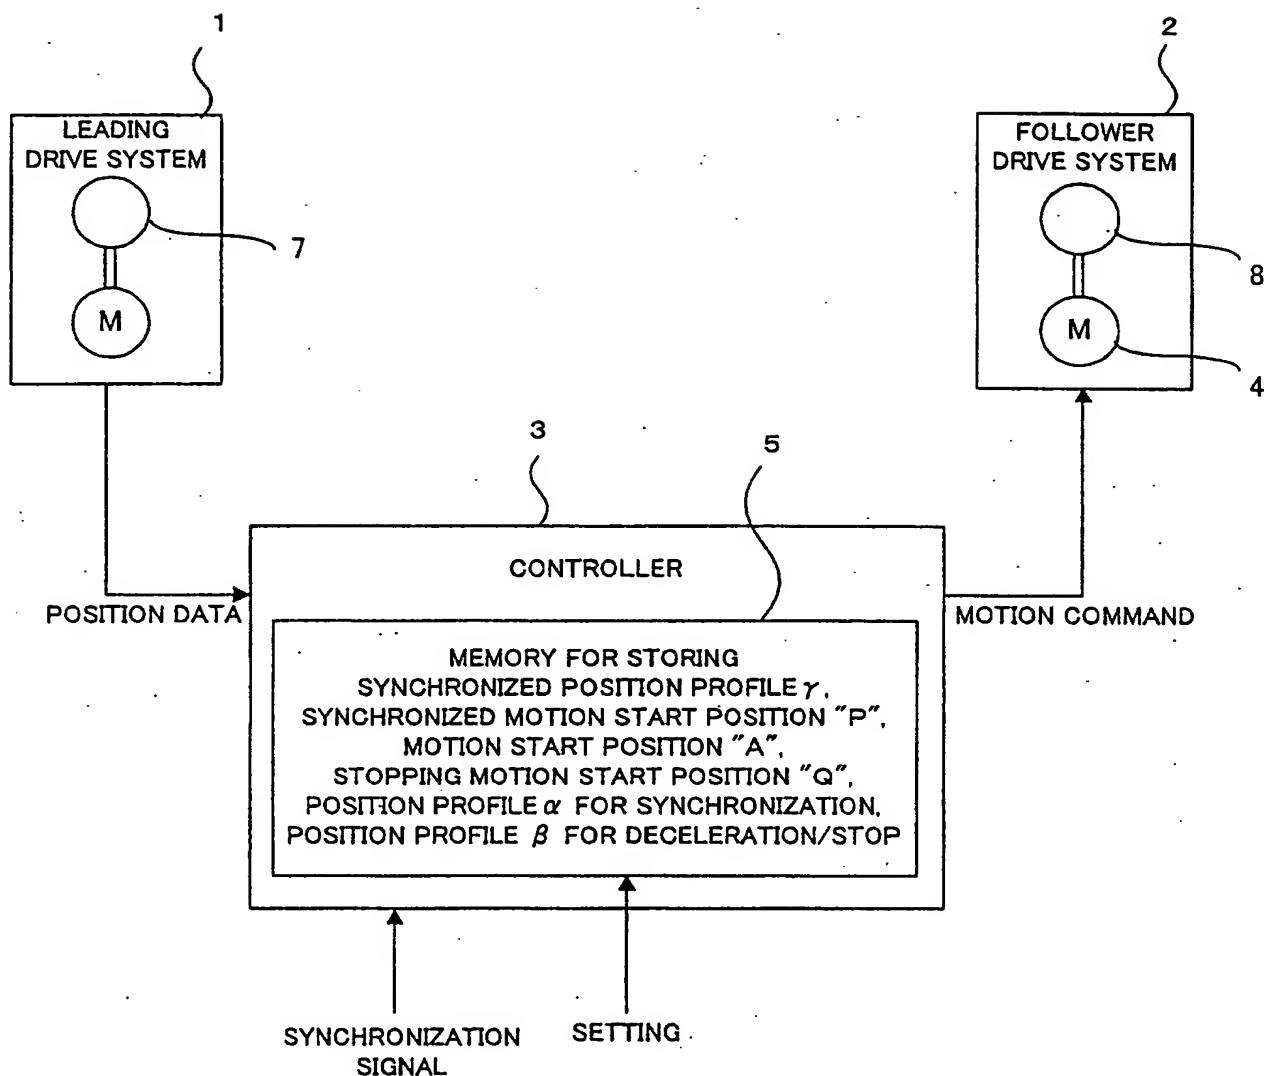 1
2
LEADING
DRIVE SYSTEM
7
M
FOLLOWER
DRIVE SYSTEM
8
M
4
3
5
CONTROLLER
POSITION DATA
MOTION COMMAND
MEMORY FOR STORING
SYNCHRONIZED POSITION PROFILE γ,
SYNCHRONIZED MOTION START POSITION "P",
MOTION START POSITION "A",
STOPPING MOTION START POSITION "Q",
POSITION PROFILE α FOR SYNCHRONIZATION,
POSITION PROFILE β FOR DECELERATION/STOP
SYNCHRONIZATION
SIGNAL
SETTING